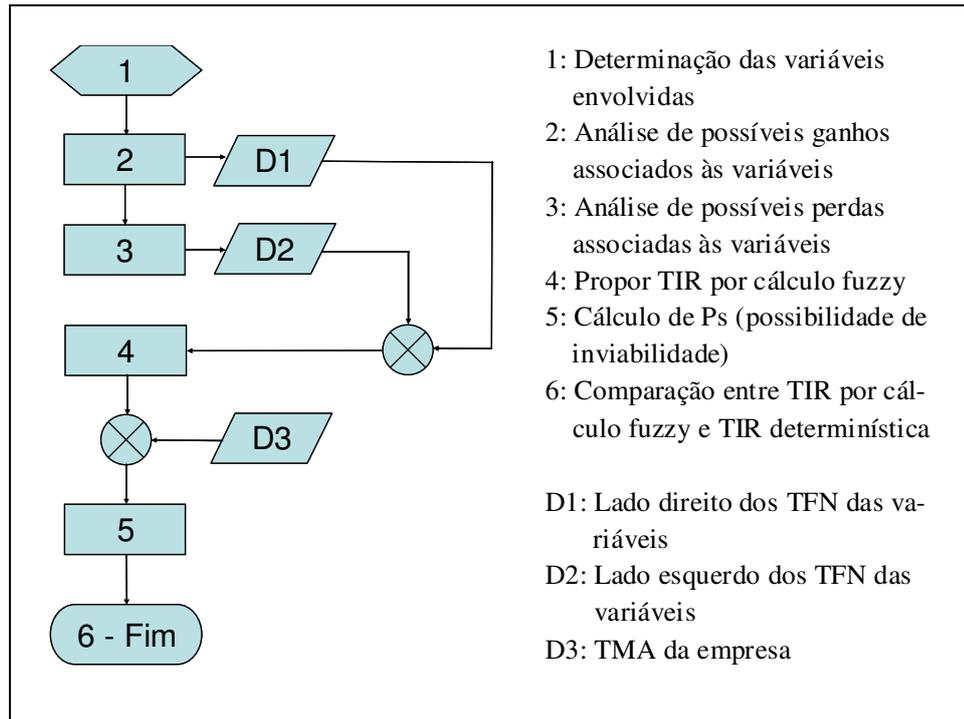 1
2
D1
3
D2
4
D3
5
6 - Fim
1: Determinação das variáveis
envolvidas
2: Análise de possíveis ganhos
associados às variáveis
3: Análise de possíveis perdas
associadas às variáveis
4: Propor TIR por cálculo fuzzy
5: Cálculo de Ps (possibilidade de
inviabilidade)
6: Comparação entre TIR por cál-
culo fuzzy e TIR determinística
D1: Lado direito dos TFN das va-
riáveis
D2: Lado esquerdo dos TFN das
variáveis
D3: TMA da empresa